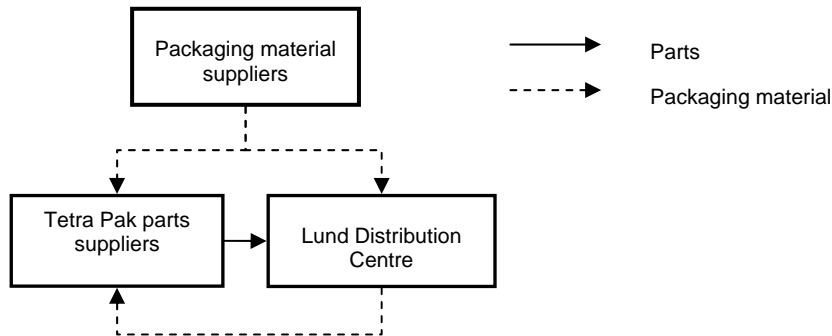 Packaging material
suppliers
Parts
Packaging material
Tetra Pak parts
suppliers
Lund Distribution
Centre